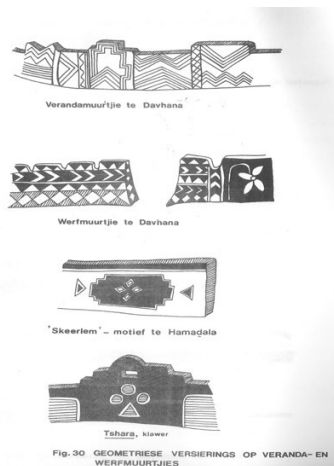 Verandamuurtjie te Davhana
Werfmuurtjie te Davhana
'Skeerlem' – motief te Hamadala
Tshara, klawer
Fig. 30 GEOMETRIESE VERSIERINGS OP VERANDA- EN
WERFMUURTJIES